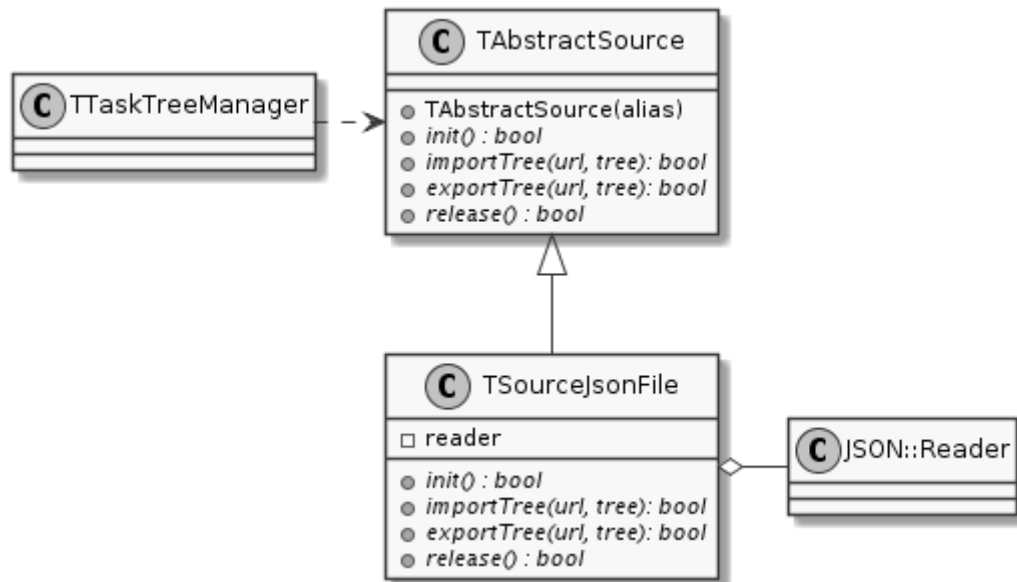 C TAbstractSource
C TTaskTreeManager
TAbstractSource(alias)
init() : bool
importTree(url, tree): bool
exportTree(url, tree): bool
release() : bool
C TSourceJsonFile
reader
C JSON::Reader
init() : bool
importTree(url, tree): bool
exportTree(url, tree): bool
release() : bool